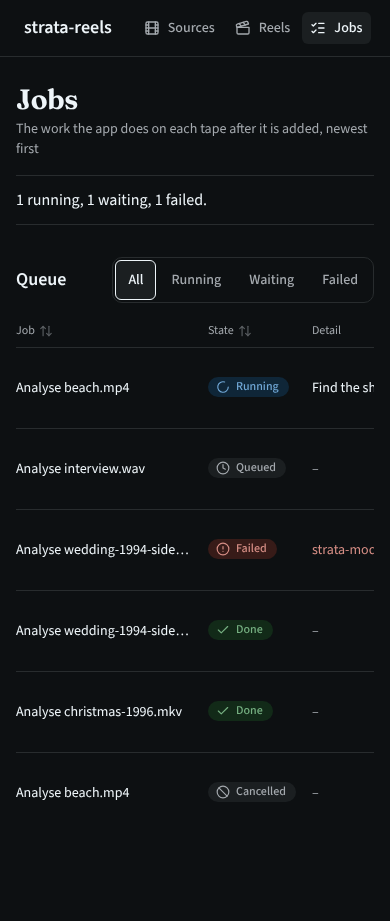 strata-reels Sources Reels Jobs
Jobs
The work the app does on each tape after it is added, newest
first
1 running, 1 waiting, 1 failed.
Queue All Running Waiting Failed
Job State Detail
Analyse beach.mp4 Running Find the sh
Analyse interview.wav Queued –
Analyse wedding-1994-side… Failed strata-moc
Analyse wedding-1994-side… Done –
Analyse christmas-1996.mkv Done –
Analyse beach.mp4 Cancelled –